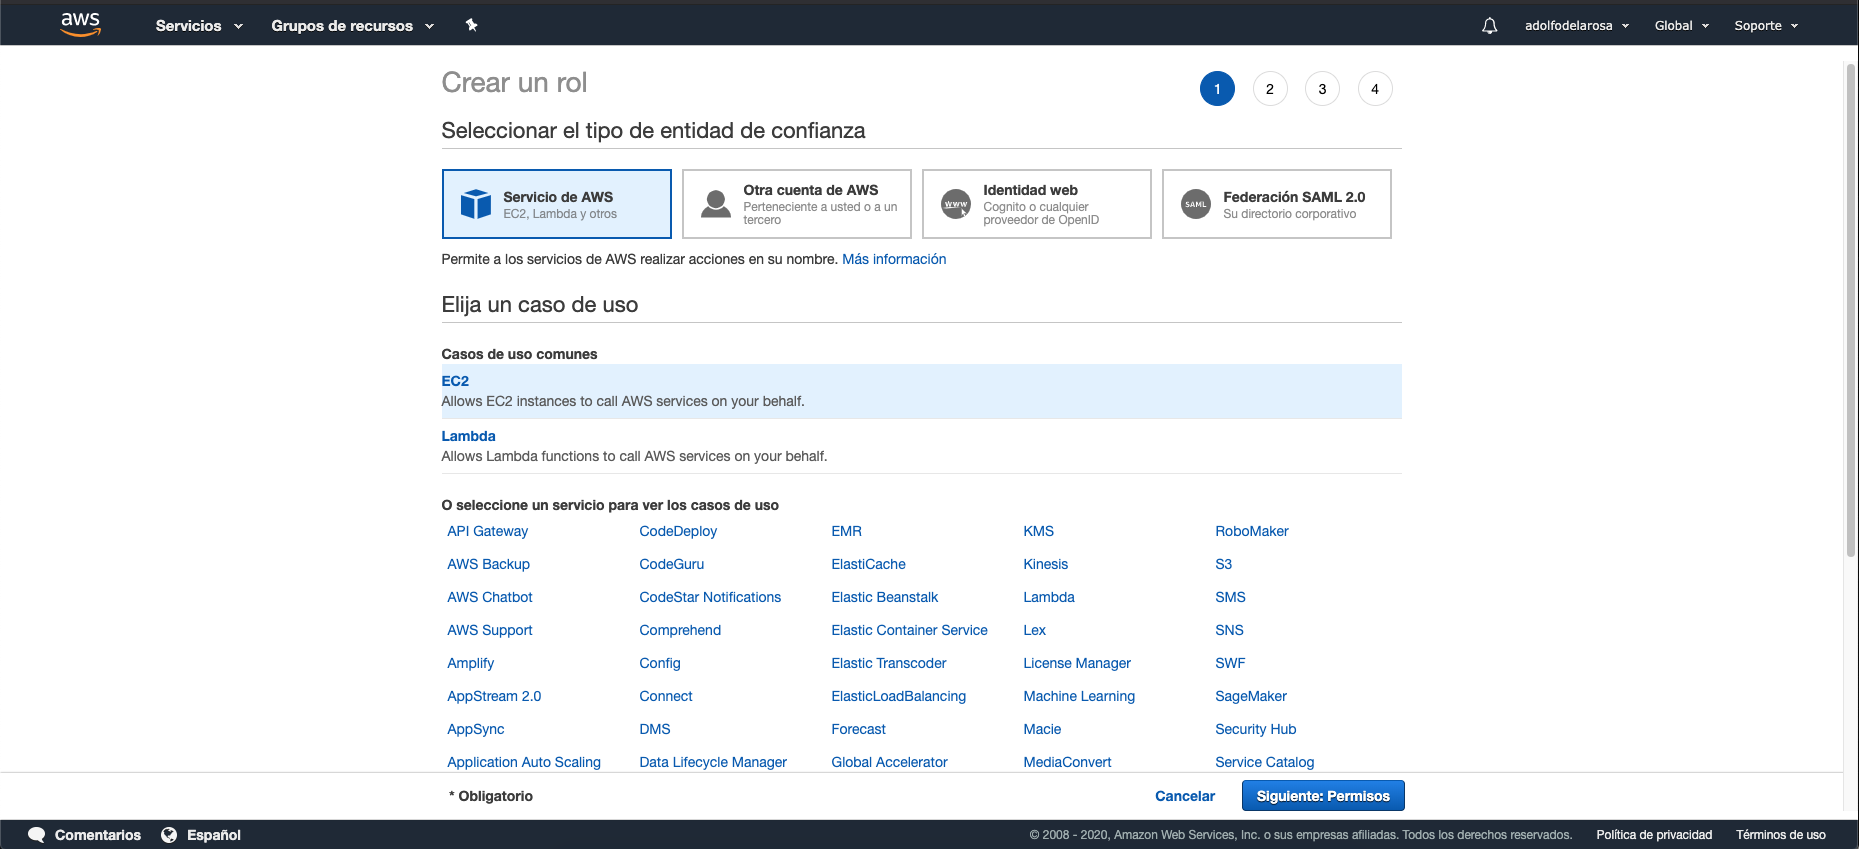 aws Servicios Grupos de recursos adolfodelarosa Global Soporte
Crear un rol
1 2 3 4
Seleccionar el tipo de entidad de confianza
Servicio de AWS
EC2, Lambda y otros
Otra cuenta de AWS
Perteneciente a usted o a un
tercero
Identidad web
Cognito o cualquier
proveedor de OpenID
Federación SAML 2.0
Su directorio corporativo
WWW
SAML
Permite a los servicios de AWS realizar acciones en su nombre. Más información
Elija un caso de uso
Casos de uso comunes
EC2
Allows EC2 instances to call AWS services on your behalf.
Lambda
Allows Lambda functions to call AWS services on your behalf.
O seleccione un servicio para ver los casos de uso
API Gateway CodeDeploy EMR KMS RoboMaker
AWS Backup CodeGuru ElastiCache Kinesis S3
AWS Chatbot CodeStar Notifications Elastic Beanstalk Lambda SMS
AWS Support Comprehend Elastic Container Service Lex SNS
Amplify Config Elastic Transcoder License Manager SWF
AppStream 2.0 Connect ElasticLoadBalancing Machine Learning SageMaker
AppSync DMS Forecast Macie Security Hub
Application Auto Scaling Data Lifecycle Manager Global Accelerator MediaConvert Service Catalog
* Obligatorio Cancelar Siguiente: Permisos
Comentarios Español © 2008 - 2020, Amazon Web Services, Inc. o sus empresas afiliadas. Todos los derechos reservados. Política de privacidad Términos de uso